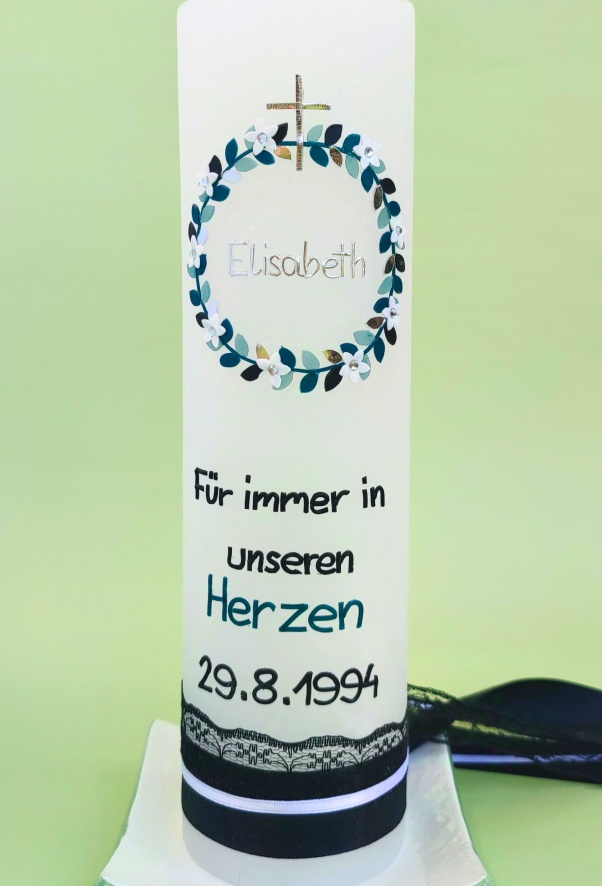 Elisabeth
Für immer in
unseren
Herzen
29.8.1994